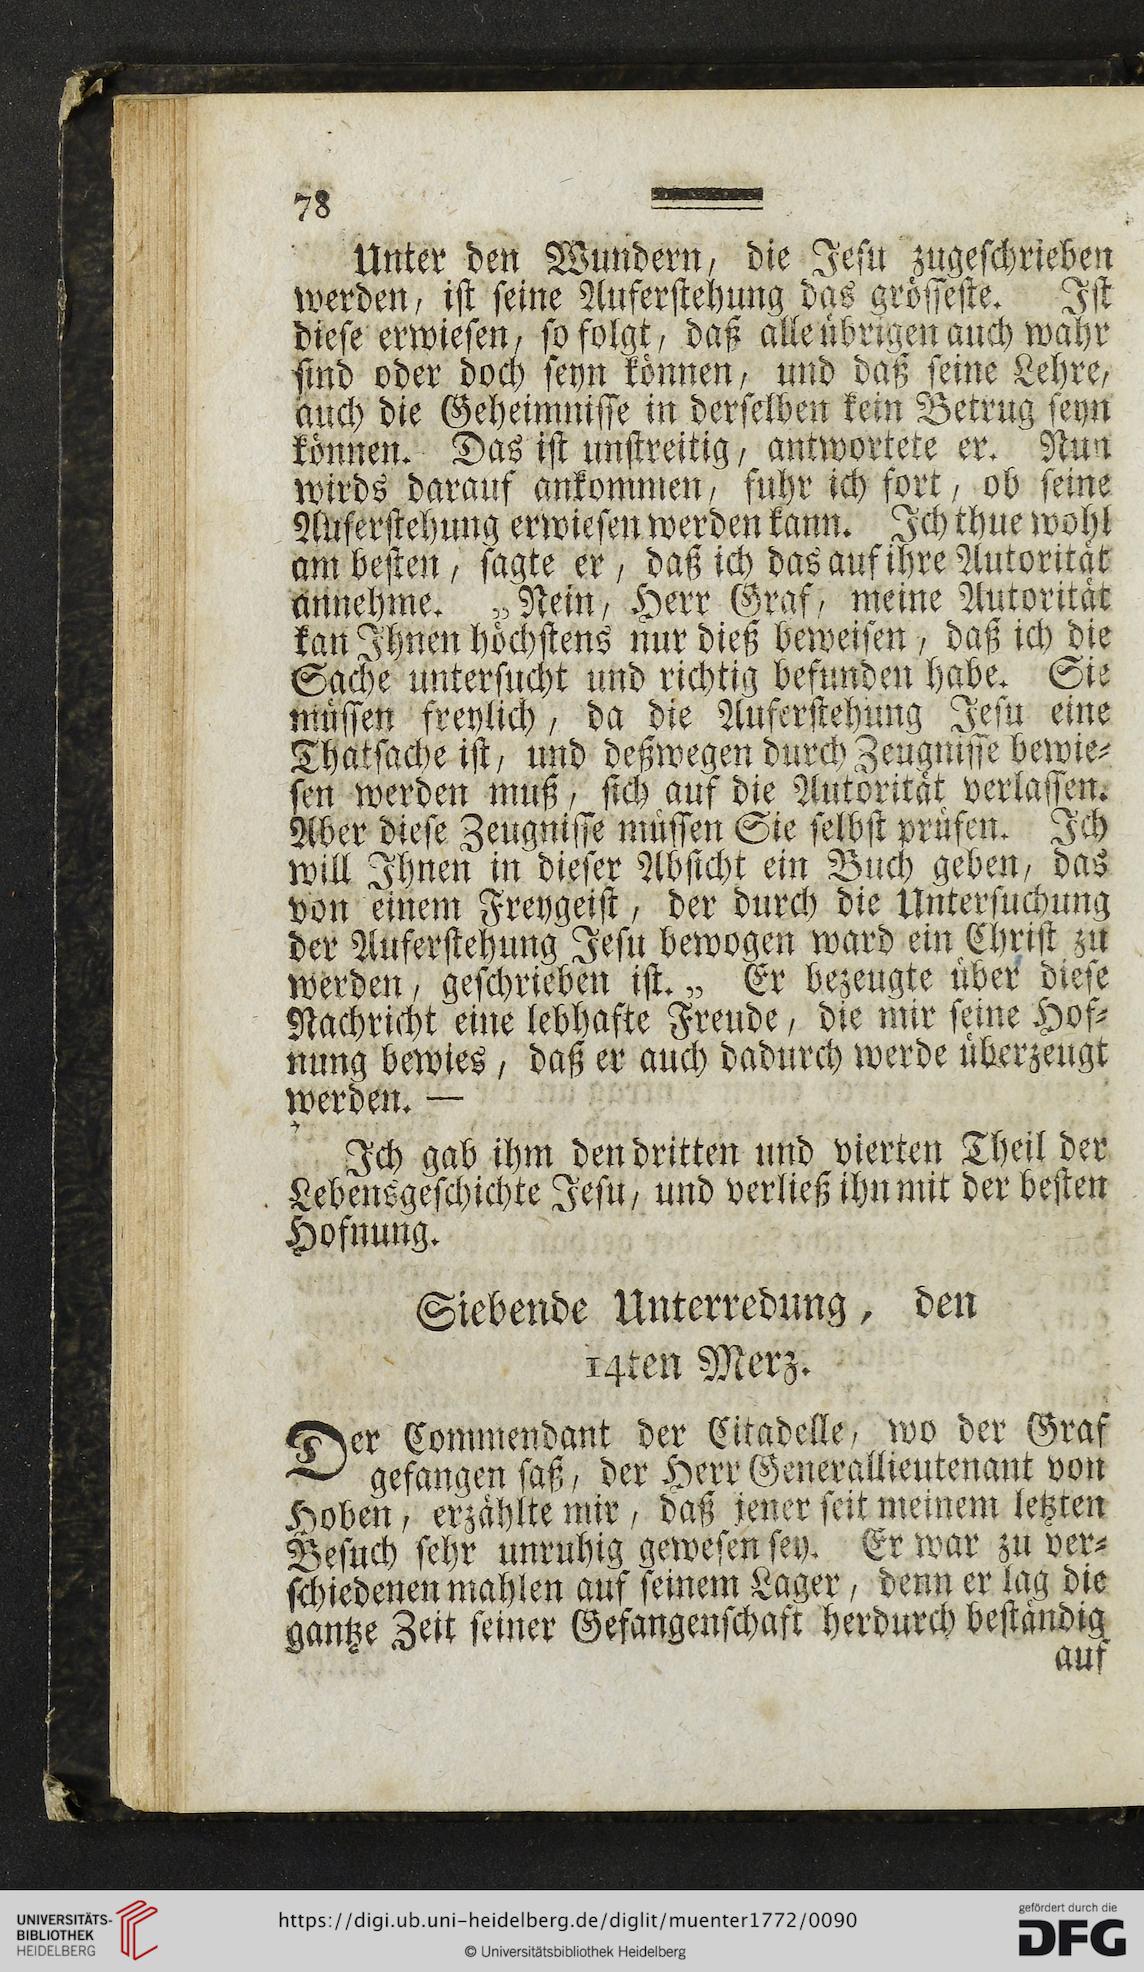 78
Unter den Wundern, die Jesu zugeschrieben
werden, ist seine Auferstehung das grösseste. Ist
diese erwiesen, so folgt, daß alle übrigen auch wahr
sind oder doch seyn können, und daß seine Lehre,
auch die Geheimnisse in derselben kein Betrug seyn
können. Das ist unstreitig, antwortete er. Nun
wirds darauf ankommen, fuhr ich fort, ob seine
Auferstehung erwiesen werden kann. Ich thue wohl
am besten, sagte er, daß ich das auf ihre Autorität
annehme. „Nein, Herr Graf, meine Autorität
kan Ihnen höchstens nur dieß beweisen, daß ich die
Sache untersucht und richtig befunden habe. Sie
müssen freylich, da die Auferstehung Jesu eine
Thatsache ist, und deßwegen durch Zeugnisse bewie-
sen werden muß, sich auf die Autorität verlassen.
Aber diese Zeugnisse müssen Sie selbst prüfen. Ich
will Ihnen in dieser Absicht ein Buch geben, das
von einem Freygeist, der durch die Untersuchung
der Auferstehung Jesu bewogen ward ein Christ zu
werden, geschrieben ist.„ Er bezeugte über diese
Nachricht eine lebhafte Freude, die mir seine Hof-
nung bewies, daß er auch dadurch werde überzeugt
werden. —
Ich gab ihm den dritten und vierten Theil der
Lebensgeschichte Jesu, und verließ ihn mit der besten
Hofnung.
Siebende Unterredung, den
14ten Merz.
Der Commendant der Citadelle, wo der Graf
gefangen saß, der Herr Generallieutenant von
Hoben, erzählte mir, daß jener seit meinem letzten
Besuch sehr unruhig gewesen sey. Er war zu ver-
schiedenen mahlen auf seinem Lager, denn er lag die
gantze Zeit seiner Gefangenschaft herdurch beständig
auf
UNIVERSITÄTS-
BIBLIOTHEK
HEIDELBERG
https://digi.ub.uni-heidelberg.de/diglit/muenter1772/0090
© Universitätsbibliothek Heidelberg
gefördert durch die
DFG